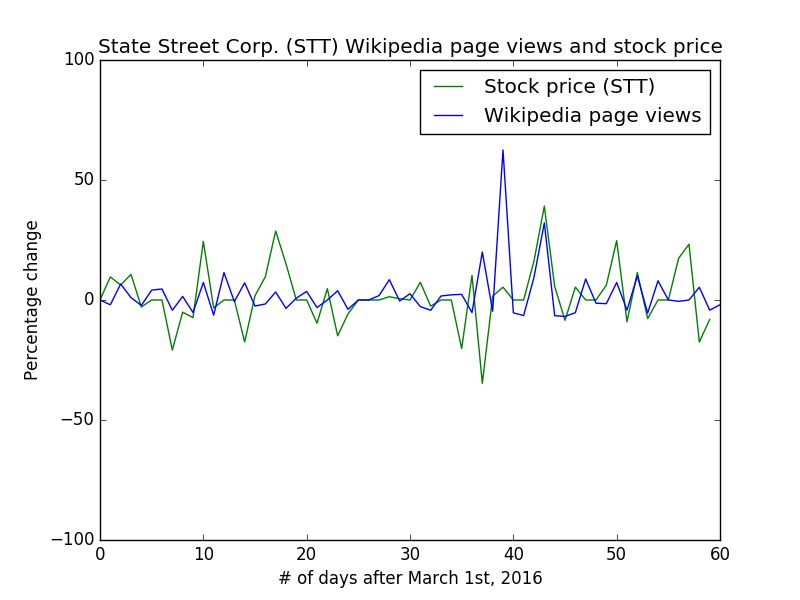 State Street Corp. (STT) Wikipedia page views and stock price
100
Stock price (STT)
Wikipedia page views
50
0
−50
−100
Percentage change
0 10 20 30 40 50 60
# of days after March 1st, 2016